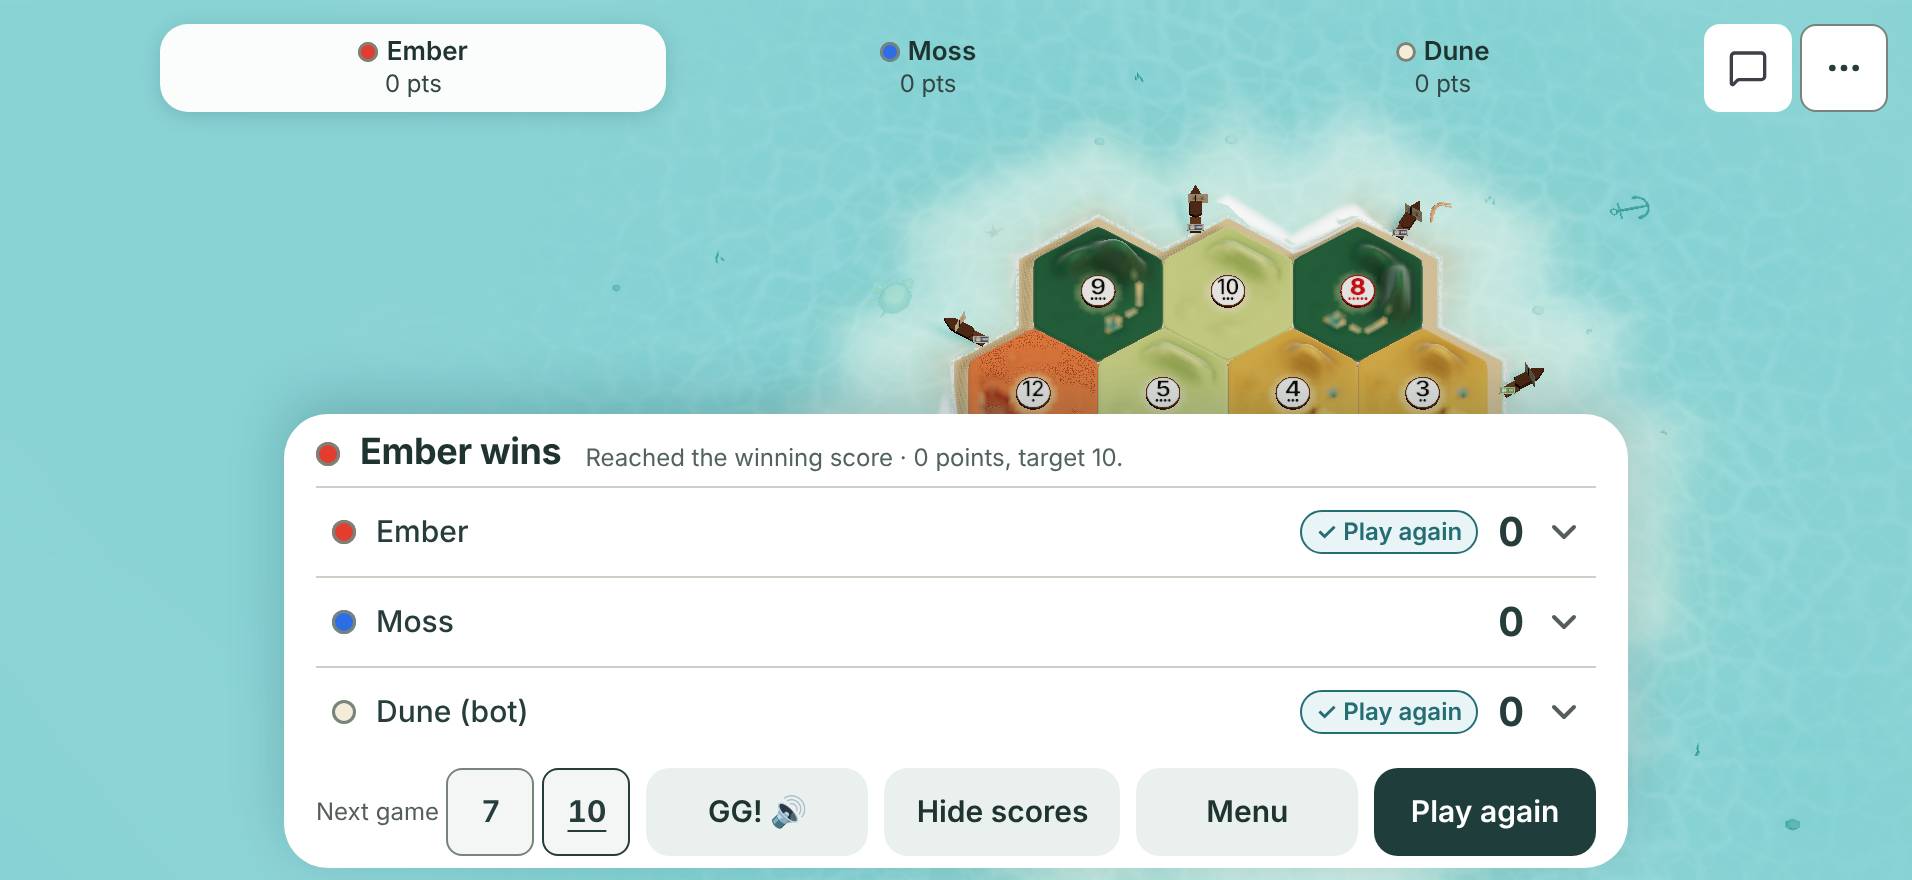 Ember
0 pts
Moss
0 pts
Dune
0 pts
9
10
8
12
5
4
3
Ember wins
Reached the winning score · 0 points, target 10.
Ember
✓ Play again
0
Moss
0
Dune (bot)
✓ Play again
0
Next game
7
10
GG! 🔊
Hide scores
Menu
Play again